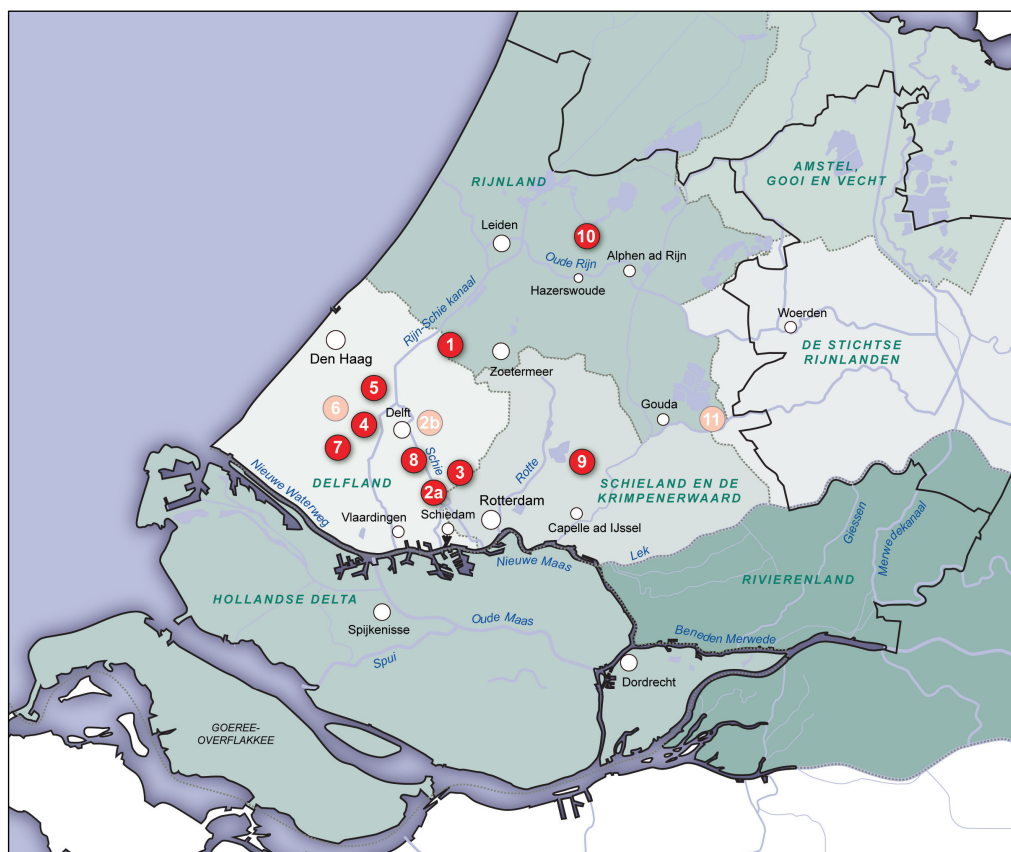 AMSTEL,
GOOI EN VECHT
RIJNLAND
Leiden
10
Oude Rijn
Alphen ad Rijn
Hazerswoude
Rijn-Schie kanaal
Woerden
DE STICHTSE
RIJNLANDEN
Den Haag
1
Zoetermeer
5
6
4
Delft
2b
Gouda
11
7
8
Schie
3
9
Rotte
2a
Nieuwe Waterweg
DELFLAND
SCHIELAND EN DE
KRIMPENERWAARD
Vlaardingen
Schiedam
Rotterdam
Capelle ad IJssel
Giessen
Merwedekanaal
Lek
Nieuwe Maas
RIVIERENLAND
HOLLANDSE DELTA
Spijkenisse
Oude Maas
Beneden Merwede
Spui
Dordrecht
GOEREE-
OVERFLAKKEE